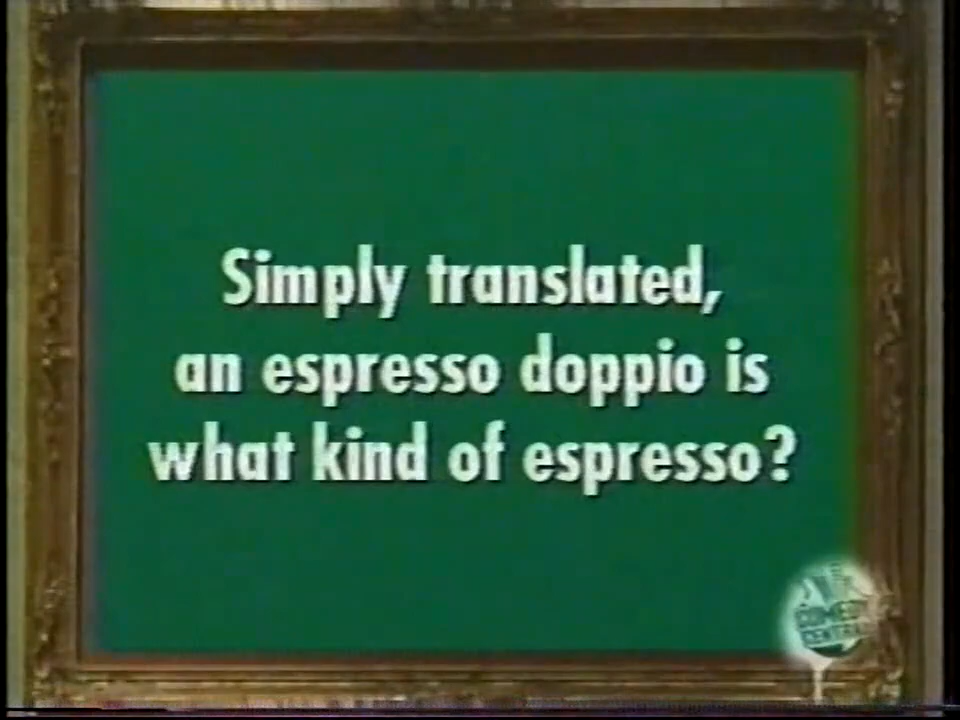 Simply translated,
an espresso doppio is
what kind of espresso?
COMEDY
CENTRAL